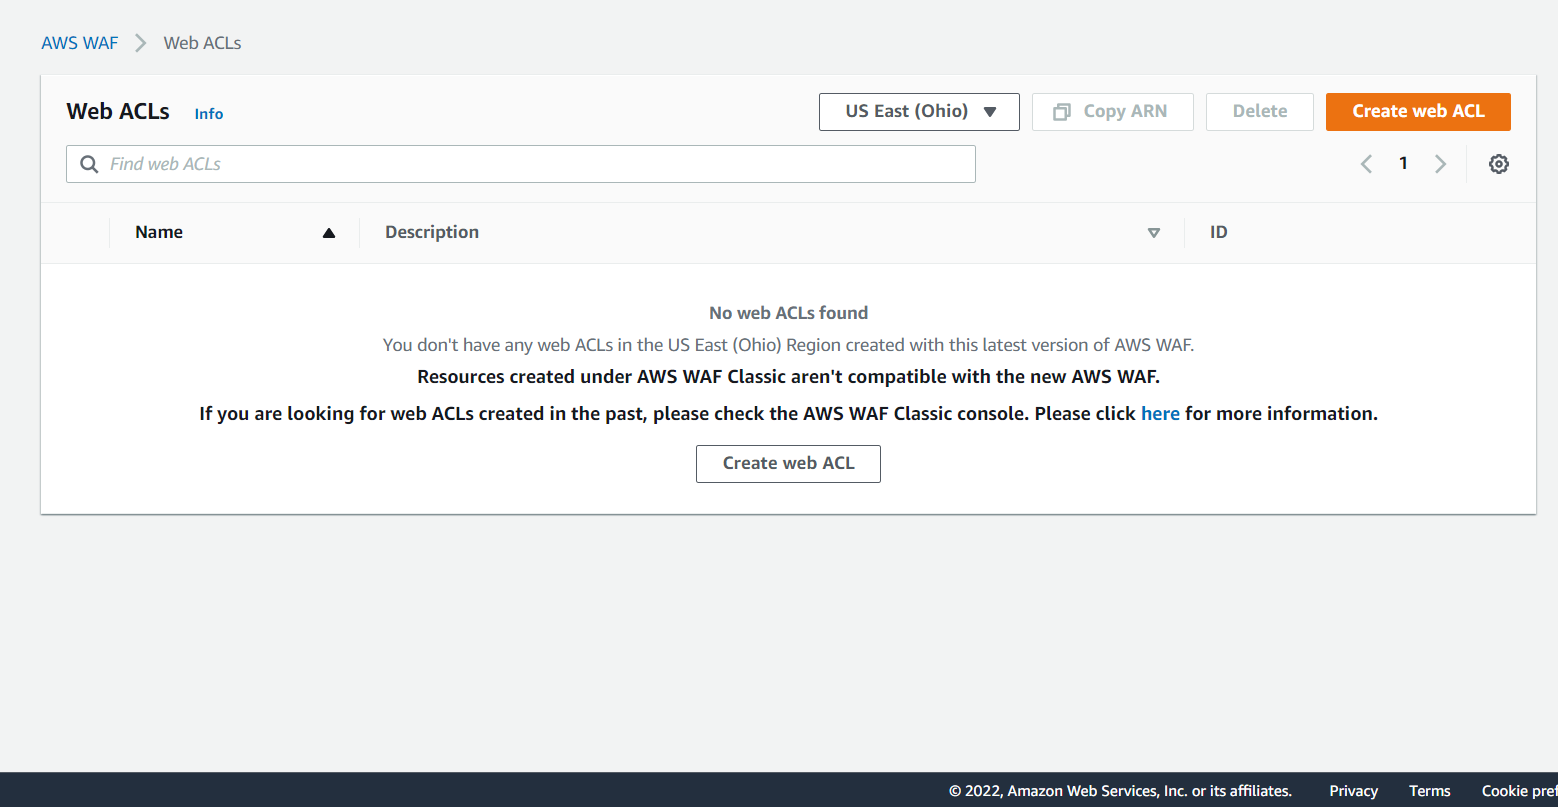 AWS WAF Web ACLs
Web ACLs Info US East (Ohio) Copy ARN Delete Create web ACL
Find web ACLs 1
Name Description ID
No web ACLs found
You don't have any web ACLs in the US East (Ohio) Region created with this latest version of AWS WAF.
Resources created under AWS WAF Classic aren't compatible with the new AWS WAF.
If you are looking for web ACLs created in the past, please check the AWS WAF Classic console. Please click here for more information.
Create web ACL
© 2022, Amazon Web Services, Inc. or its affiliates. Privacy Terms Cookie pref